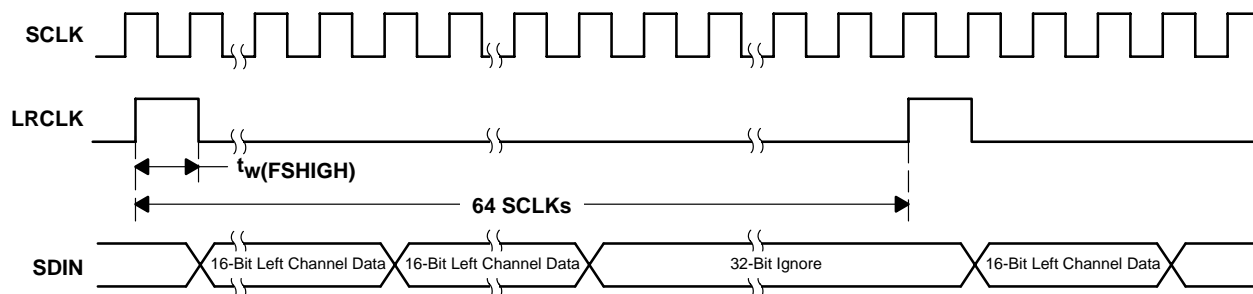 SCLK
LRCLK
tw(FSHIGH)
64 SCLKs
SDIN
16-Bit Left Channel Data
16-Bit Left Channel Data
32-Bit Ignore
16-Bit Left Channel Data